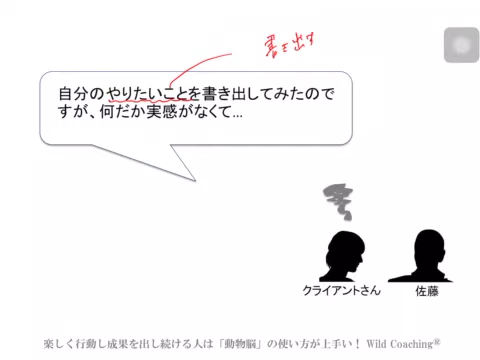 書き出す
自分のやりたいことを書き出してみたので
すが、何だか実感がなくて...
クライアントさん
佐藤
楽しく行動し成果を出し続ける人は「動物脳」の使い方が上手い！ Wild Coaching®